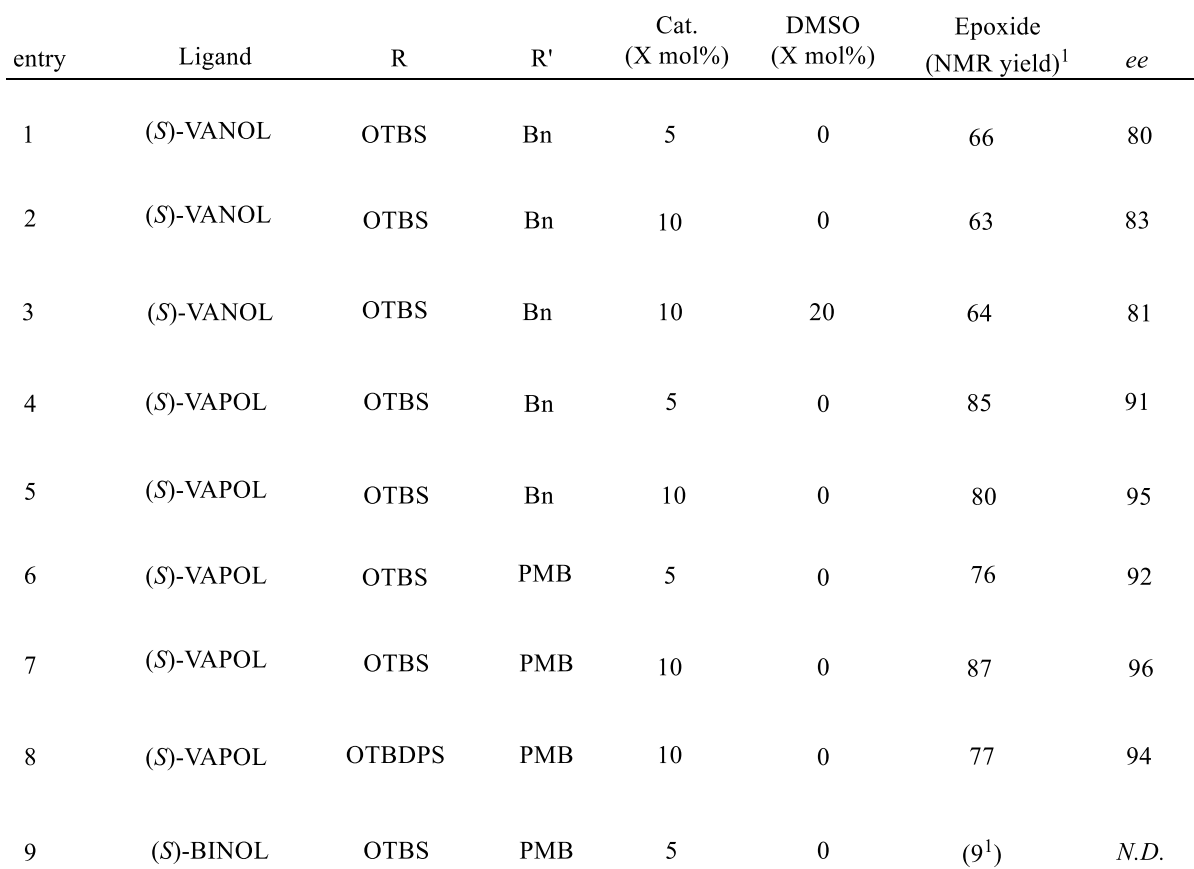 entry Ligand R R' Cat. (X mol%) DMSO (X mol%) Epoxide (NMR yield)¹ ee
1 (S)-VANOL OTBS Bn 5 0 66 80
2 (S)-VANOL OTBS Bn 10 0 63 83
3 (S)-VANOL OTBS Bn 10 20 64 81
4 (S)-VAPOL OTBS Bn 5 0 85 91
5 (S)-VAPOL OTBS Bn 10 0 80 95
6 (S)-VAPOL OTBS PMB 5 0 76 92
7 (S)-VAPOL OTBS PMB 10 0 87 96
8 (S)-VAPOL OTBDPS PMB 10 0 77 94
9 (S)-BINOL OTBS PMB 5 0 (9¹) N.D.